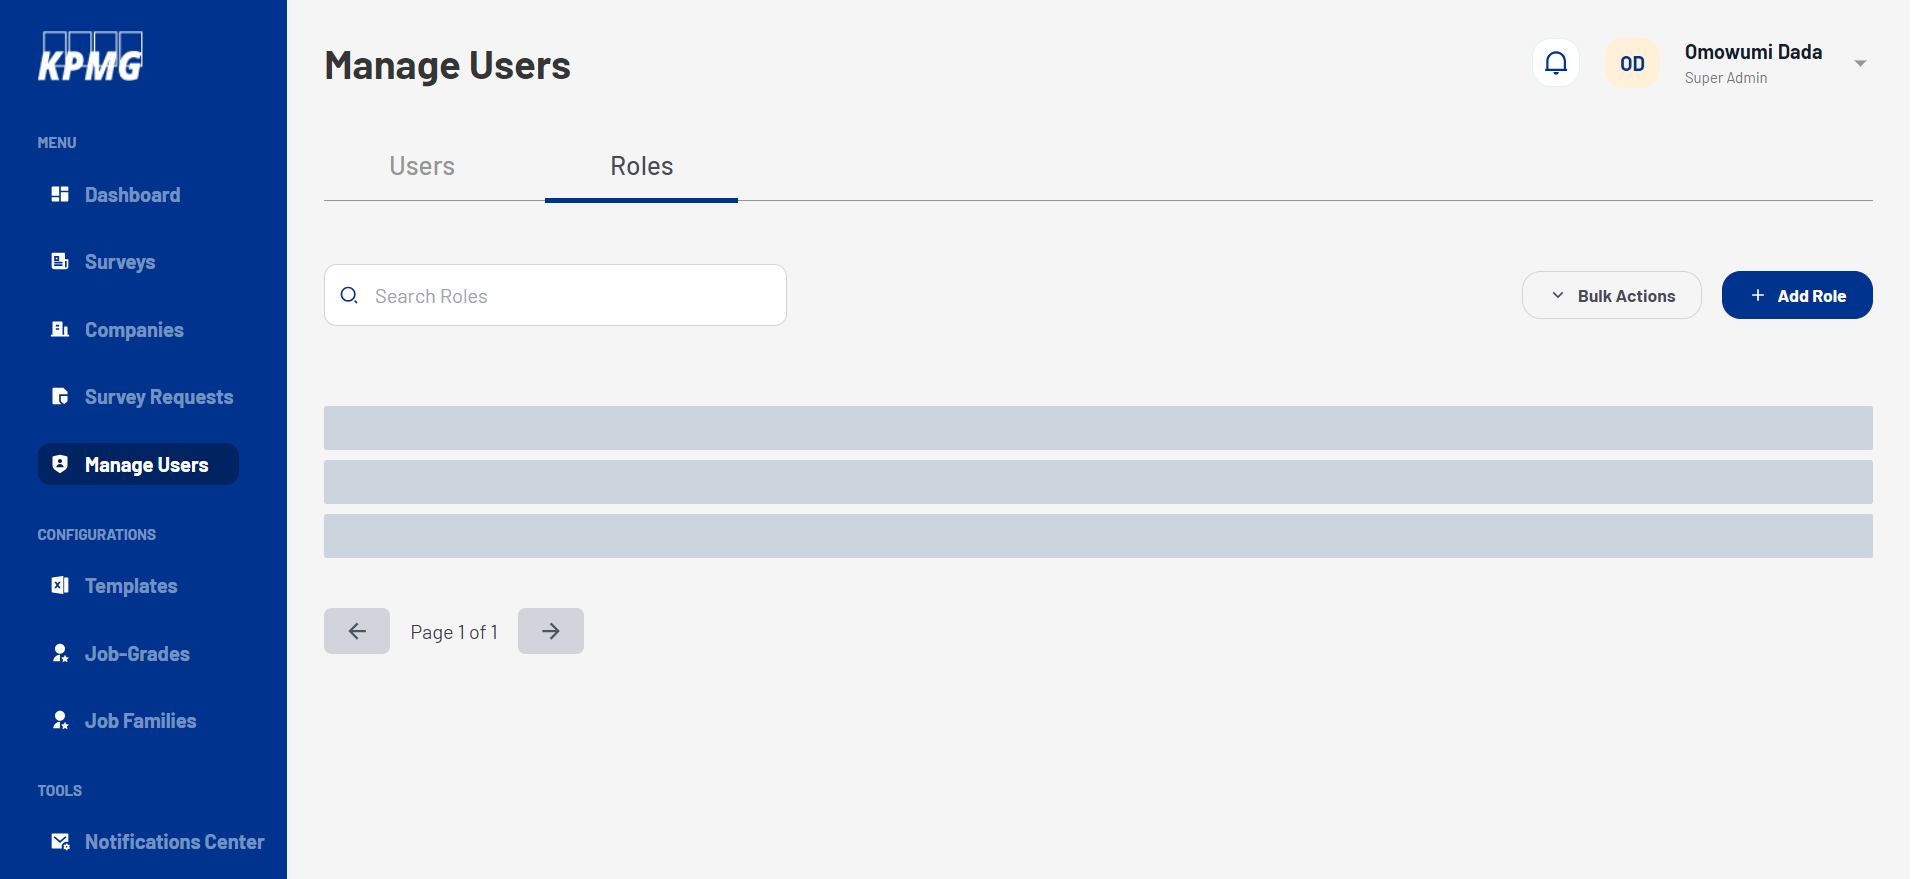 KPMG
MENU
Dashboard
Surveys
Companies
Survey Requests
Manage Users
CONFIGURATIONS
Templates
Job-Grades
Job Families
TOOLS
Notifications Center
Manage Users
OD
Omowumi Dada
Super Admin
Users
Roles
Search Roles
Bulk Actions
Add Role
Page 1 of 1